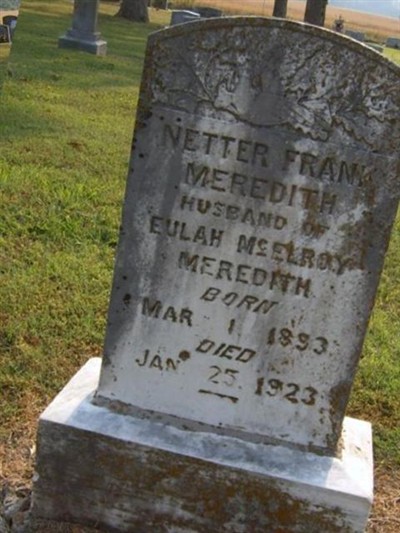 NETTER FRANK
MEREDITH
HUSBAND OF
EULAH McELROY
MEREDITH
BORN
MAR 1 1893
DIED
JAN 25 1923